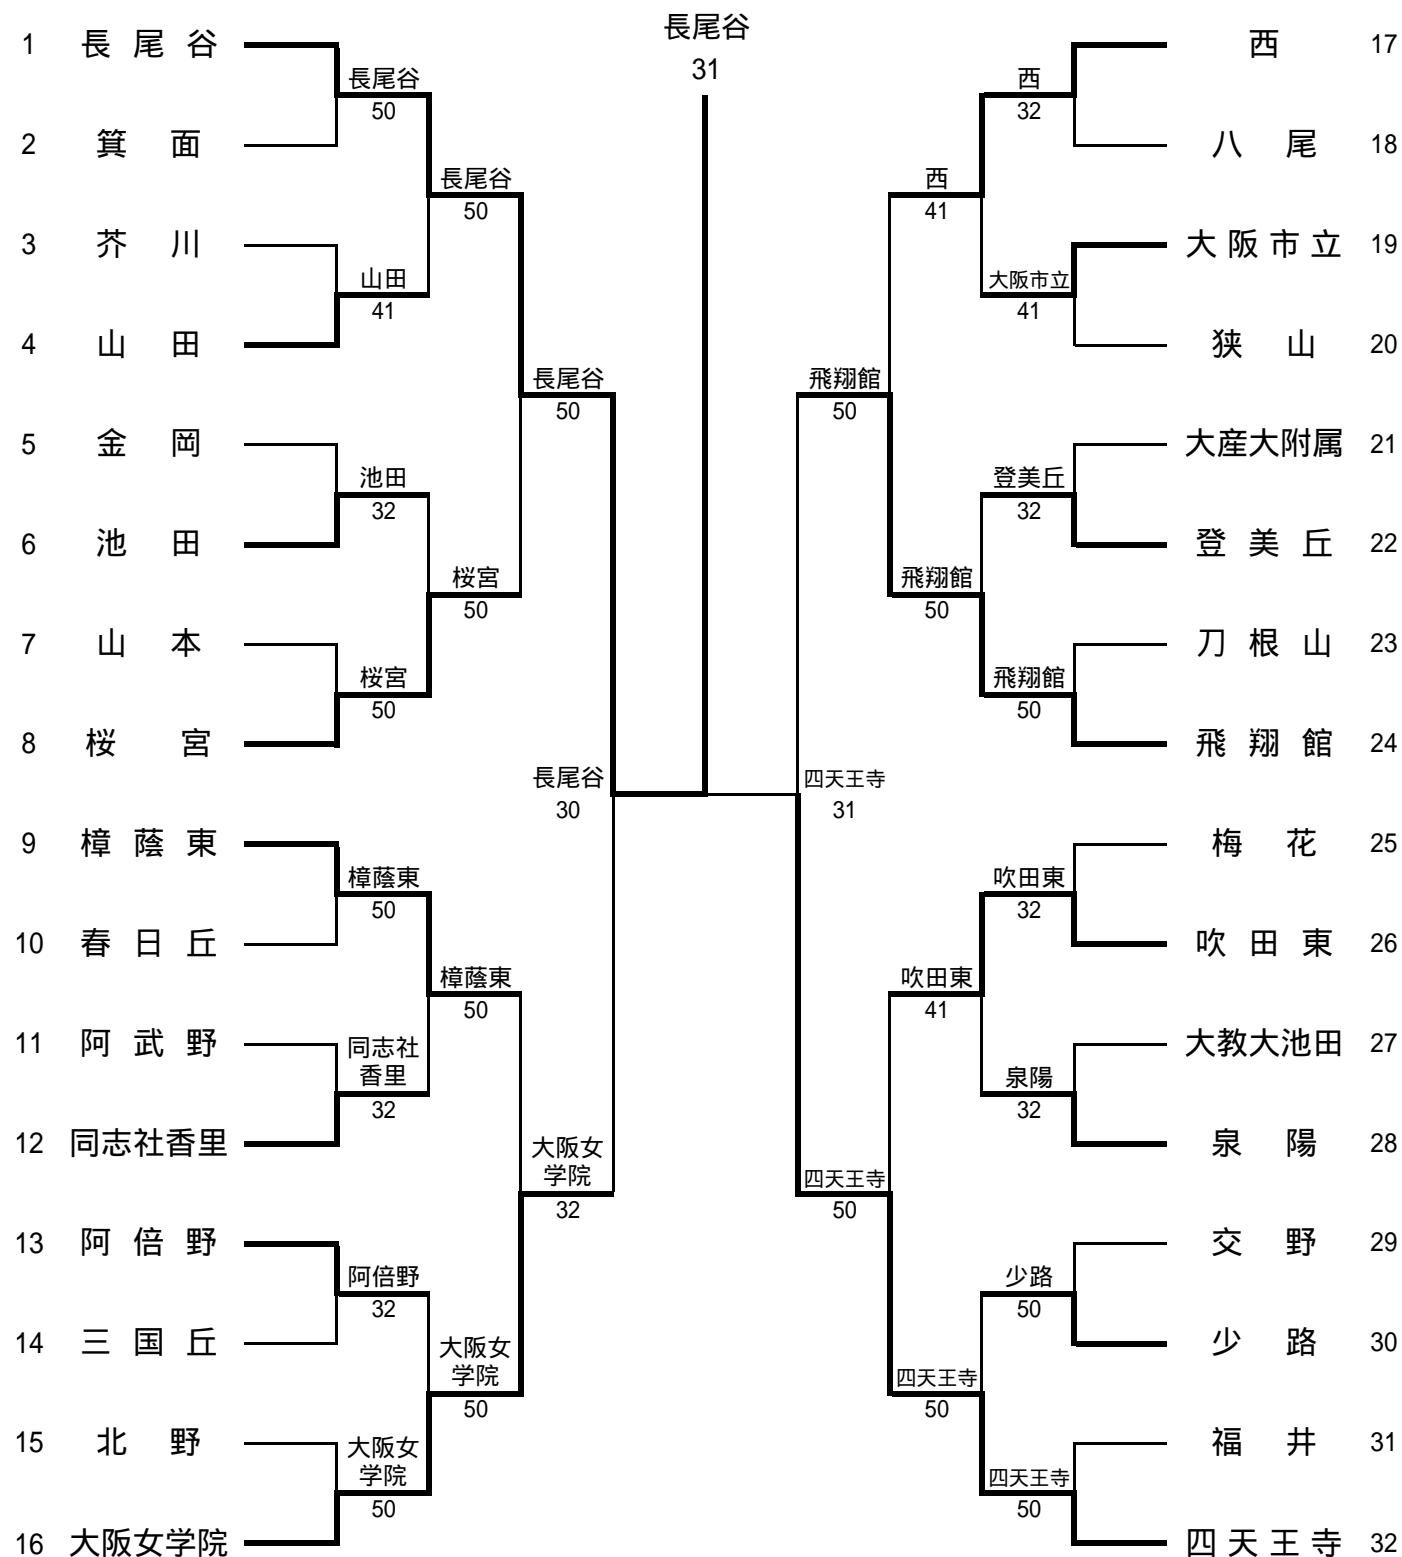 長尾谷
31
1 長尾谷
長尾谷
50
2 箕面
長尾谷
50
3 芥川
山田
41
4 山田
長尾谷
50
5 金岡
池田
32
6 池田
桜宮
50
7 山本
桜宮
50
8 桜宮
長尾谷
30
9 樟蔭東
樟蔭東
50
10 春日丘
樟蔭東
50
11 阿武野
同志社
香里
32
12 同志社香里
大阪女
学院
32
13 阿倍野
阿倍野
32
14 三国丘
大阪女
学院
50
15 北野
大阪女
学院
50
16 大阪女学院
西 17
西
32
八尾 18
西
41
大阪市立 19
大阪市立
41
狭山 20
飛翔館
50
大産大附属 21
登美丘
32
登美丘 22
飛翔館
50
刀根山 23
飛翔館
50
飛翔館 24
四天王寺
31
梅花 25
吹田東
32
吹田東 26
吹田東
41
大教大池田 27
泉陽
32
泉陽 28
四天王寺
50
交野 29
少路
50
少路 30
四天王寺
50
福井 31
四天王寺
50
四天王寺 32